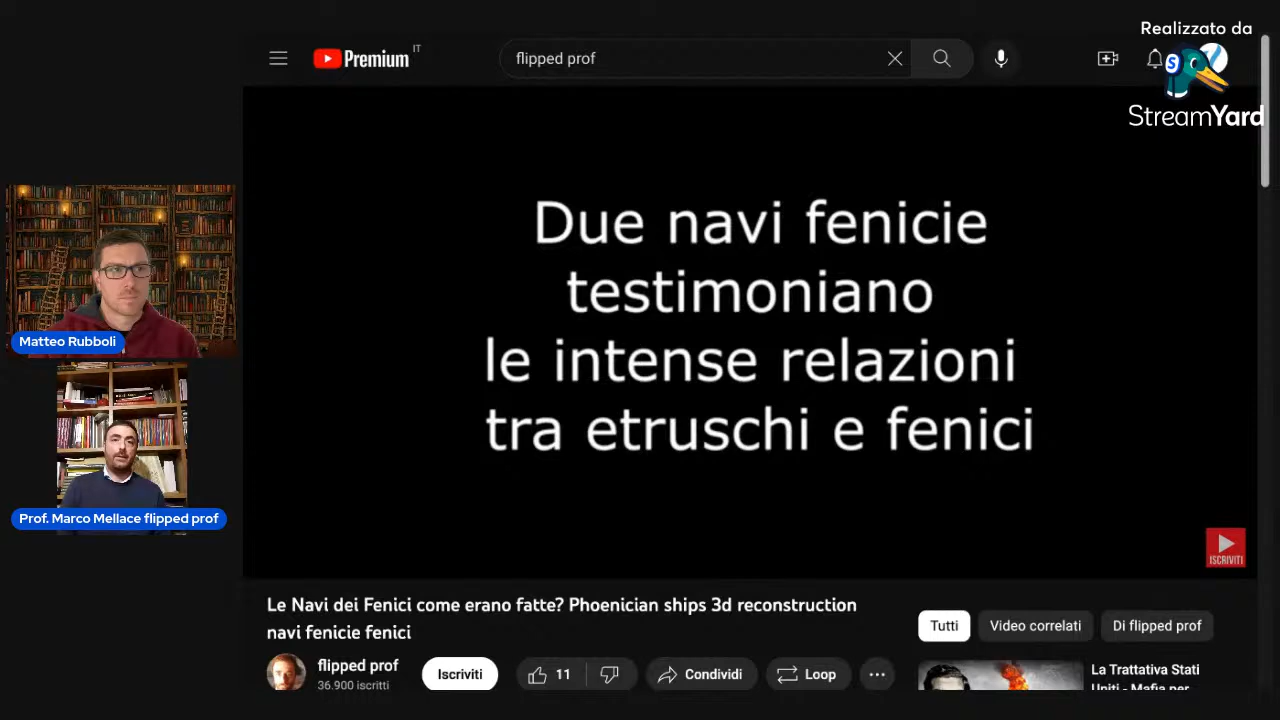 Realizzato da
StreamYard
Premium IT
flipped prof
Due navi fenicie
testimoniano
le intense relazioni
tra etruschi e fenici
ISCRIVITI
Matteo Rubboli
Prof. Marco Mellace flipped prof
Le Navi dei Fenici come erano fatte? Phoenician ships 3d reconstruction
navi fenicie fenici
flipped prof
36.900 iscritti
Iscriviti
11
Condividi
Loop
Tutti
Video correlati
Di flipped prof
La Trattativa Stati
Uniti - Mafia per